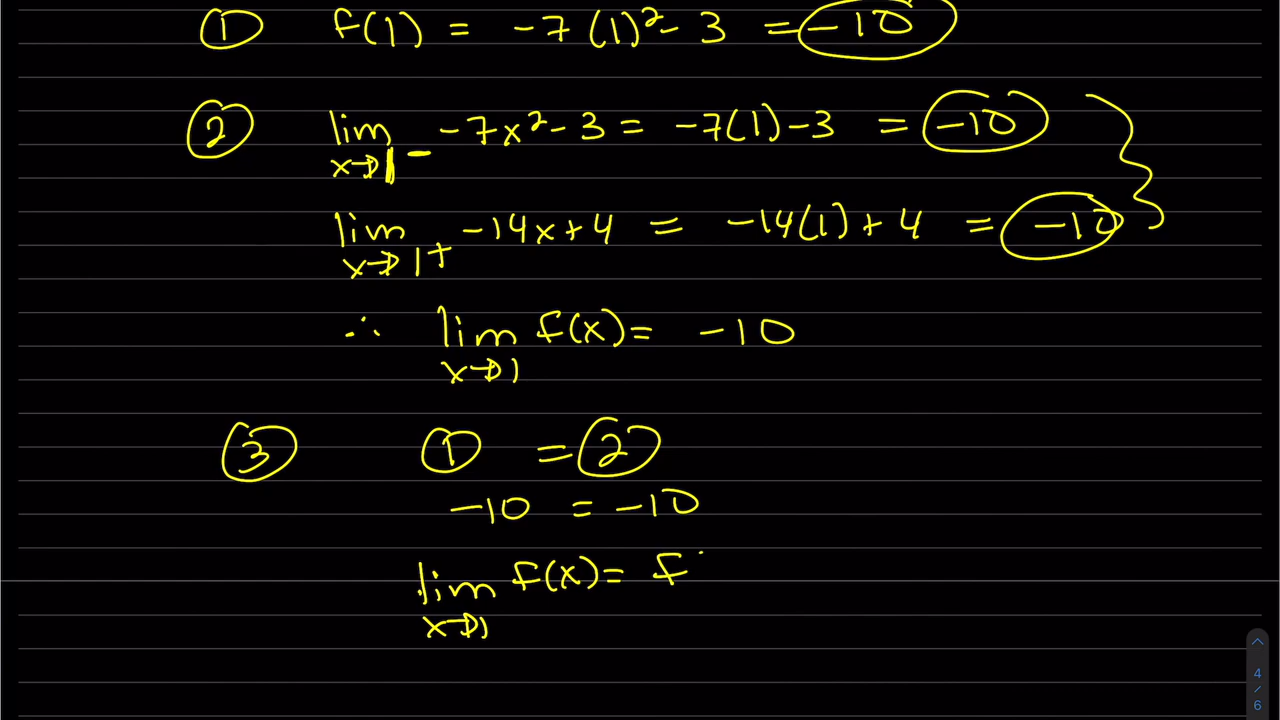 ① f(1) = -7(1)²- 3 = -10
② lim x→1⁻ -7x²-3 = -7(1)-3 = -10
lim x→1⁺ -14x+4 = -14(1)+4 = -10
∴ lim x→1 f(x) = -10
③ ① = ②
-10 = -10
lim x→1 f(x) = f
4
/
6